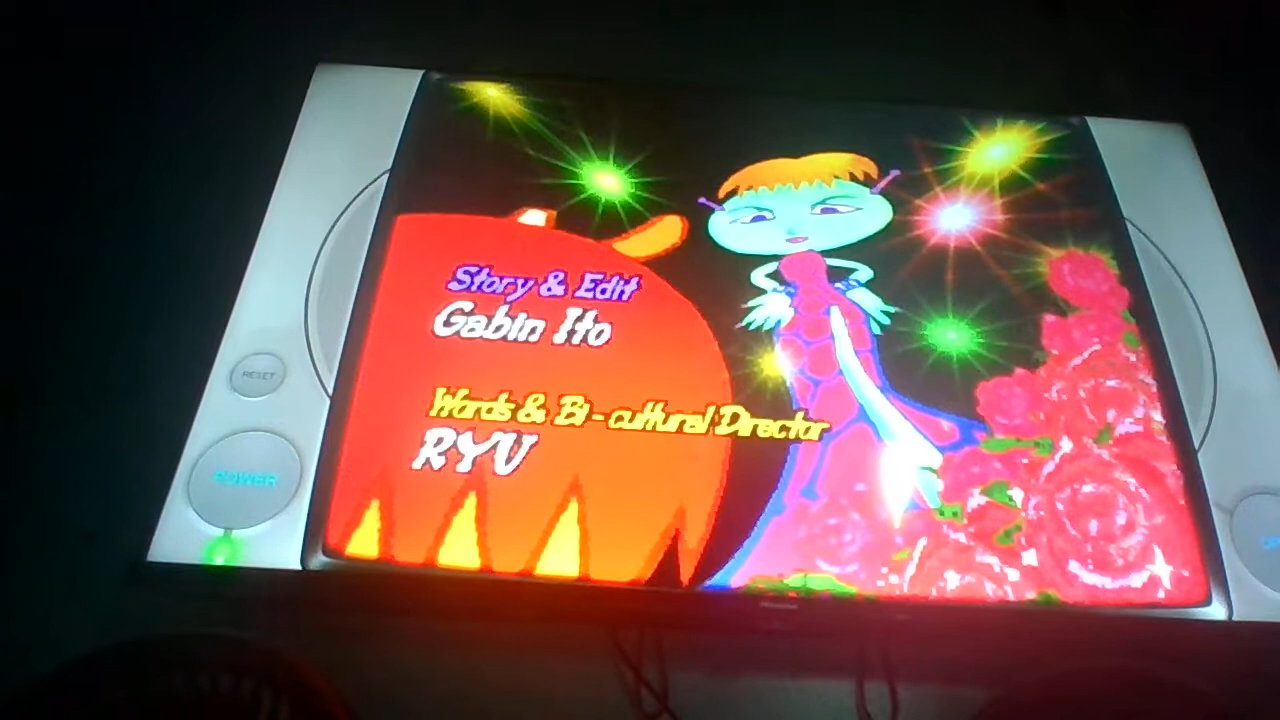 Story & Edit
Gabin Ito
Words & Bi-cultural Director
RYU
RESET
POWER